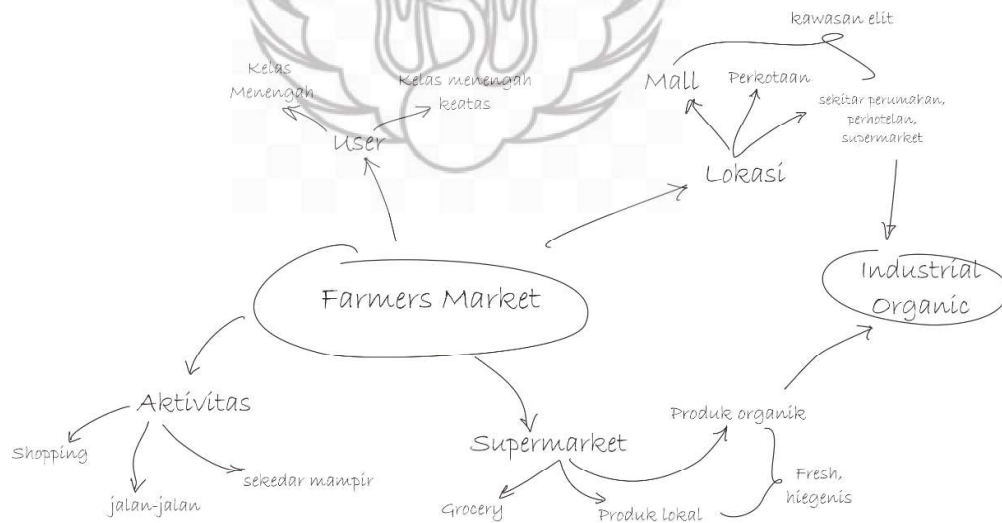 kawasan elit
Kelas
Menengah
Kelas menengah
keatas
User
Mall
Perkotaan
sekitar perumahan,
perhotelan,
supermarket
Lokasi
Farmers Market
Industrial
Organic
Aktivitas
Shopping
jalan-jalan
sekedar mampir
Supermarket
Grocery
Produk lokal
Produk organik
Fresh,
hiegenis